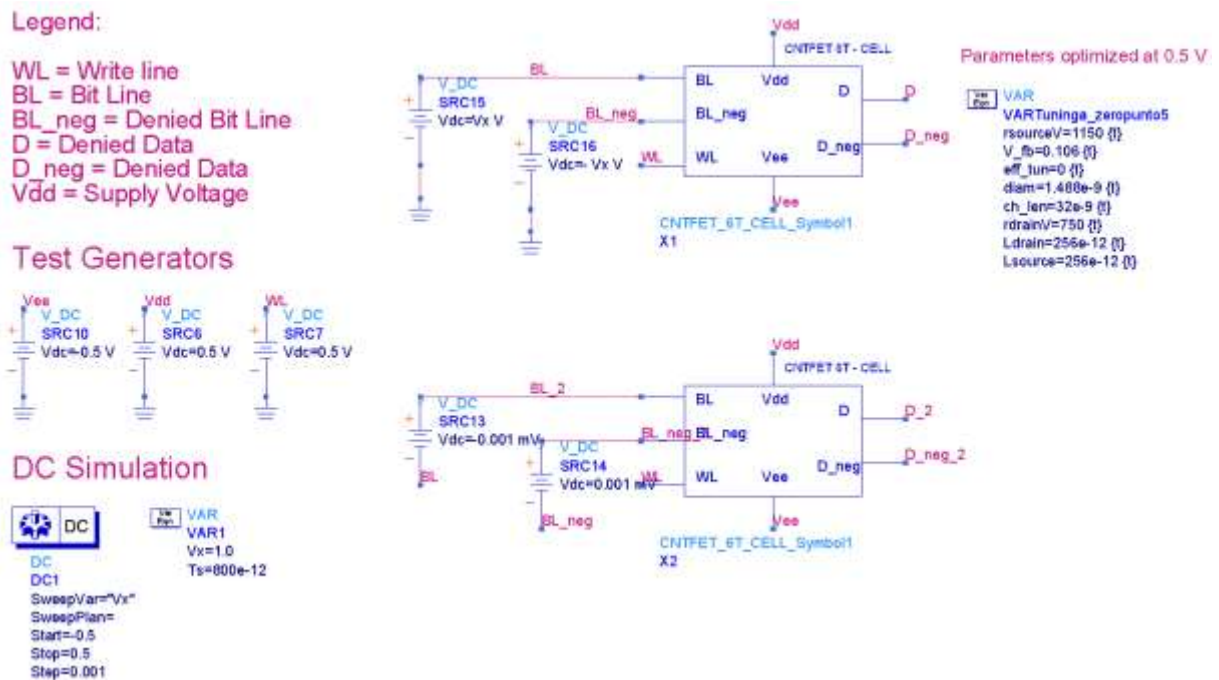 Legend:
WL = Write line
BL = Bit Line
BL_neg = Denied Bit Line
D = Denied Data
D_neg = Denied Data
Vdd = Supply Voltage
Test Generators
Vee
V_DC
SRC10
Vdc=-0.5 V
Vdd
V_DC
SRC6
Vdc=0.5 V
WL
V_DC
SRC7
Vdc=0.5 V
DC Simulation
DC
DC
DC1
SweepVar="Vx"
SweepPlan=
Start=-0.5
Stop=0.5
Step=0.001
Var
Eqn
VAR
VAR1
Vx=1.0
Ts=800e-12
BL
V_DC
SRC15
Vdc=Vx V
BL_neg
V_DC
SRC16
Vdc=- Vx V
WL
Vdd
CNTFET 6T - CELL
BL
Vdd
D
BL_neg
WL
Vee
D_neg
D
D_neg
Vee
CNTFET_6T_CELL_Symbol1
X1
Parameters optimized at 0.5 V
Var
Eqn
VAR
VARTuninga_zeropunto5
rsourceV=1150 {t}
V_fb=0.106 {t}
eff_tun=0 {t}
diam=1.488e-9 {t}
ch_len=32e-9 {t}
rdrainV=750 {t}
Ldrain=256e-12 {t}
Lsource=256e-12 {t}
BL_2
V_DC
SRC13
Vdc=-0.001 mV
BL
V_DC
SRC14
Vdc=0.001 mV
BL_neg
WL
Vdd
CNTFET 6T - CELL
BL
Vdd
D
BL_neg
WL
Vee
D_neg
D_2
D_neg_2
Vee
CNTFET_6T_CELL_Symbol1
X2